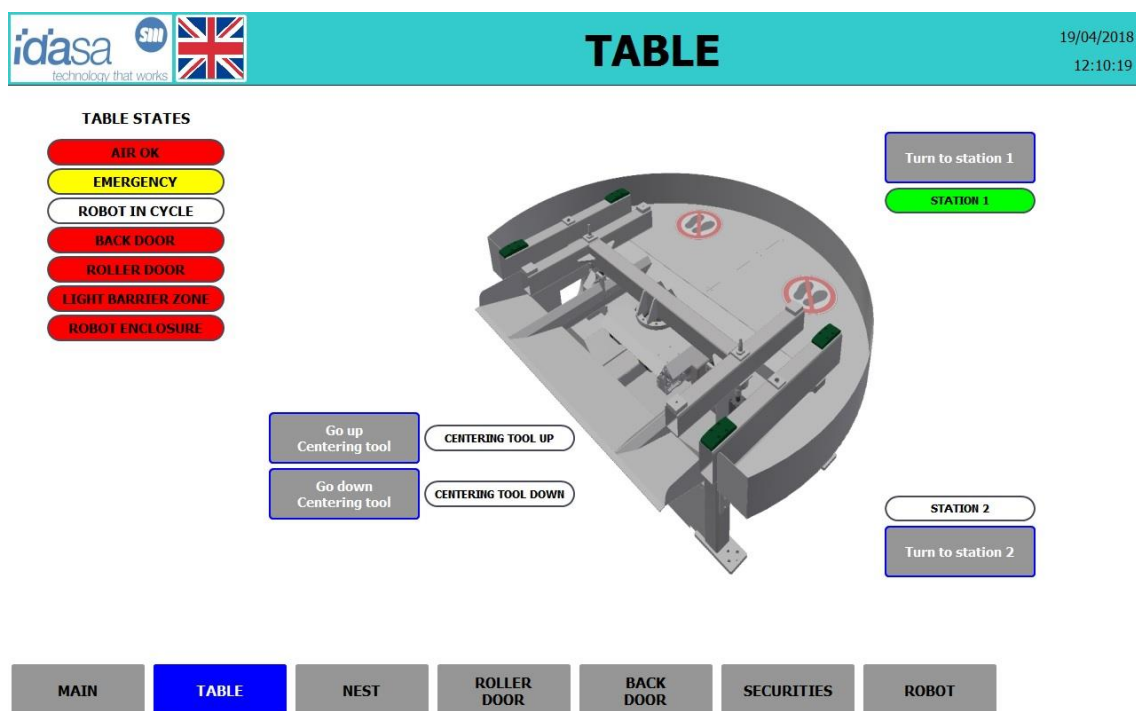 idasa
sm
technology that works
TABLE
19/04/2018
12:10:19
TABLE STATES
AIR OK
EMERGENCY
ROBOT IN CYCLE
BACK DOOR
ROLLER DOOR
LIGHT BARRIER ZONE
ROBOT ENCLOSURE
Turn to station 1
STATION 1
Go up
Centering tool
CENTERING TOOL UP
Go down
Centering tool
CENTERING TOOL DOWN
STATION 2
Turn to station 2
MAIN
TABLE
NEST
ROLLER
DOOR
BACK
DOOR
SECURITIES
ROBOT